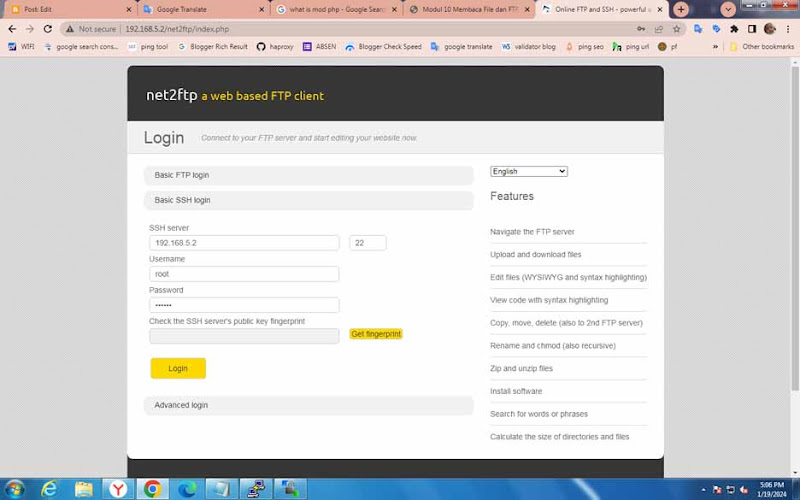 Post: Edit
Google Translate
what is mod php - Google Sear
Modul 10 Membaca File dan FTP
Online FTP and SSH - powerful
Not secure | 192.168.5.2/net2ftp/index.php
WIFI
google search cons...
ping tool
Blogger Rich Result
haproxy
ABSEN
Blogger Check Speed
google translate
validator blog
ping seo
ping url
pf
»
Other bookmarks
net2ftp a web based FTP client
Login Connect to your FTP server and start editing your website now.
Basic FTP login
Basic SSH login
SSH server
192.168.5.2 22
Username
root
Password
••••••
Check the SSH server's public key fingerprint
Get fingerprint
Login
Advanced login
English
Features
Navigate the FTP server
Upload and download files
Edit files (WYSIWYG and syntax highlighting)
View code with syntax highlighting
Copy, move, delete (also to 2nd FTP server)
Rename and chmod (also recursive)
Zip and unzip files
Install software
Search for words or phrases
Calculate the size of directories and files
5:06 PM
1/19/2024